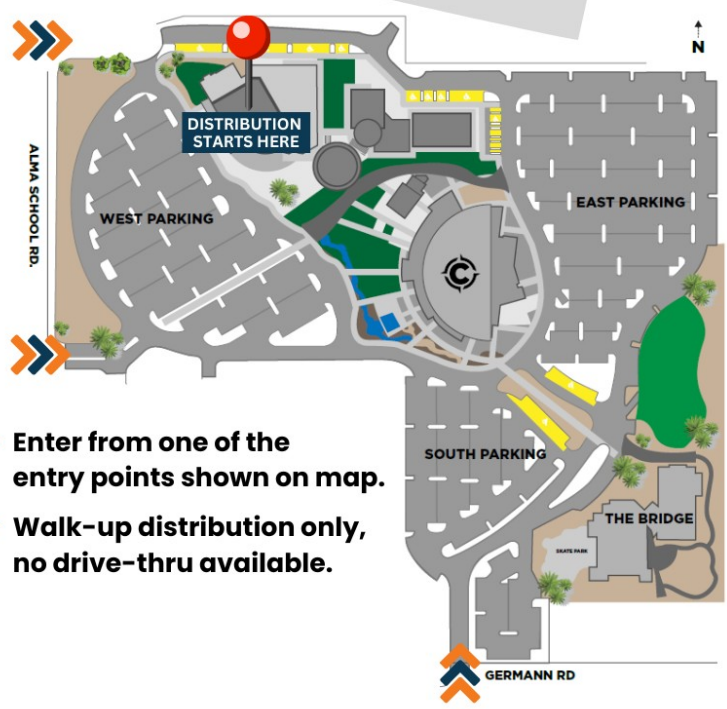 N
DISTRIBUTION
STARTS HERE
ALMA SCHOOL RD.
WEST PARKING
EAST PARKING
C
SOUTH PARKING
THE BRIDGE
SKATE PARK
Enter from one of the
entry points shown on map.
Walk-up distribution only,
no drive-thru available.
GERMANN RD